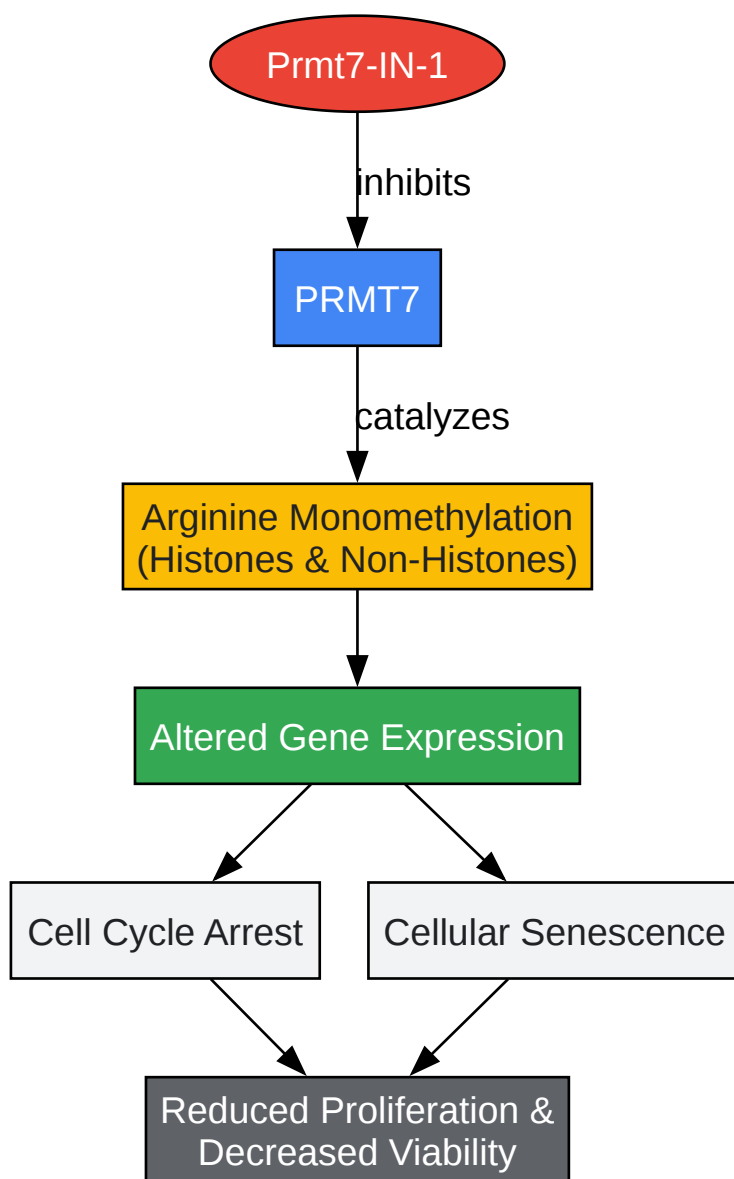 Prmt7-IN-1
inhibits
PRMT7
catalyzes
Arginine Monomethylation
(Histones & Non-Histones)
Altered Gene Expression
Cell Cycle Arrest
Cellular Senescence
Reduced Proliferation &
Decreased Viability